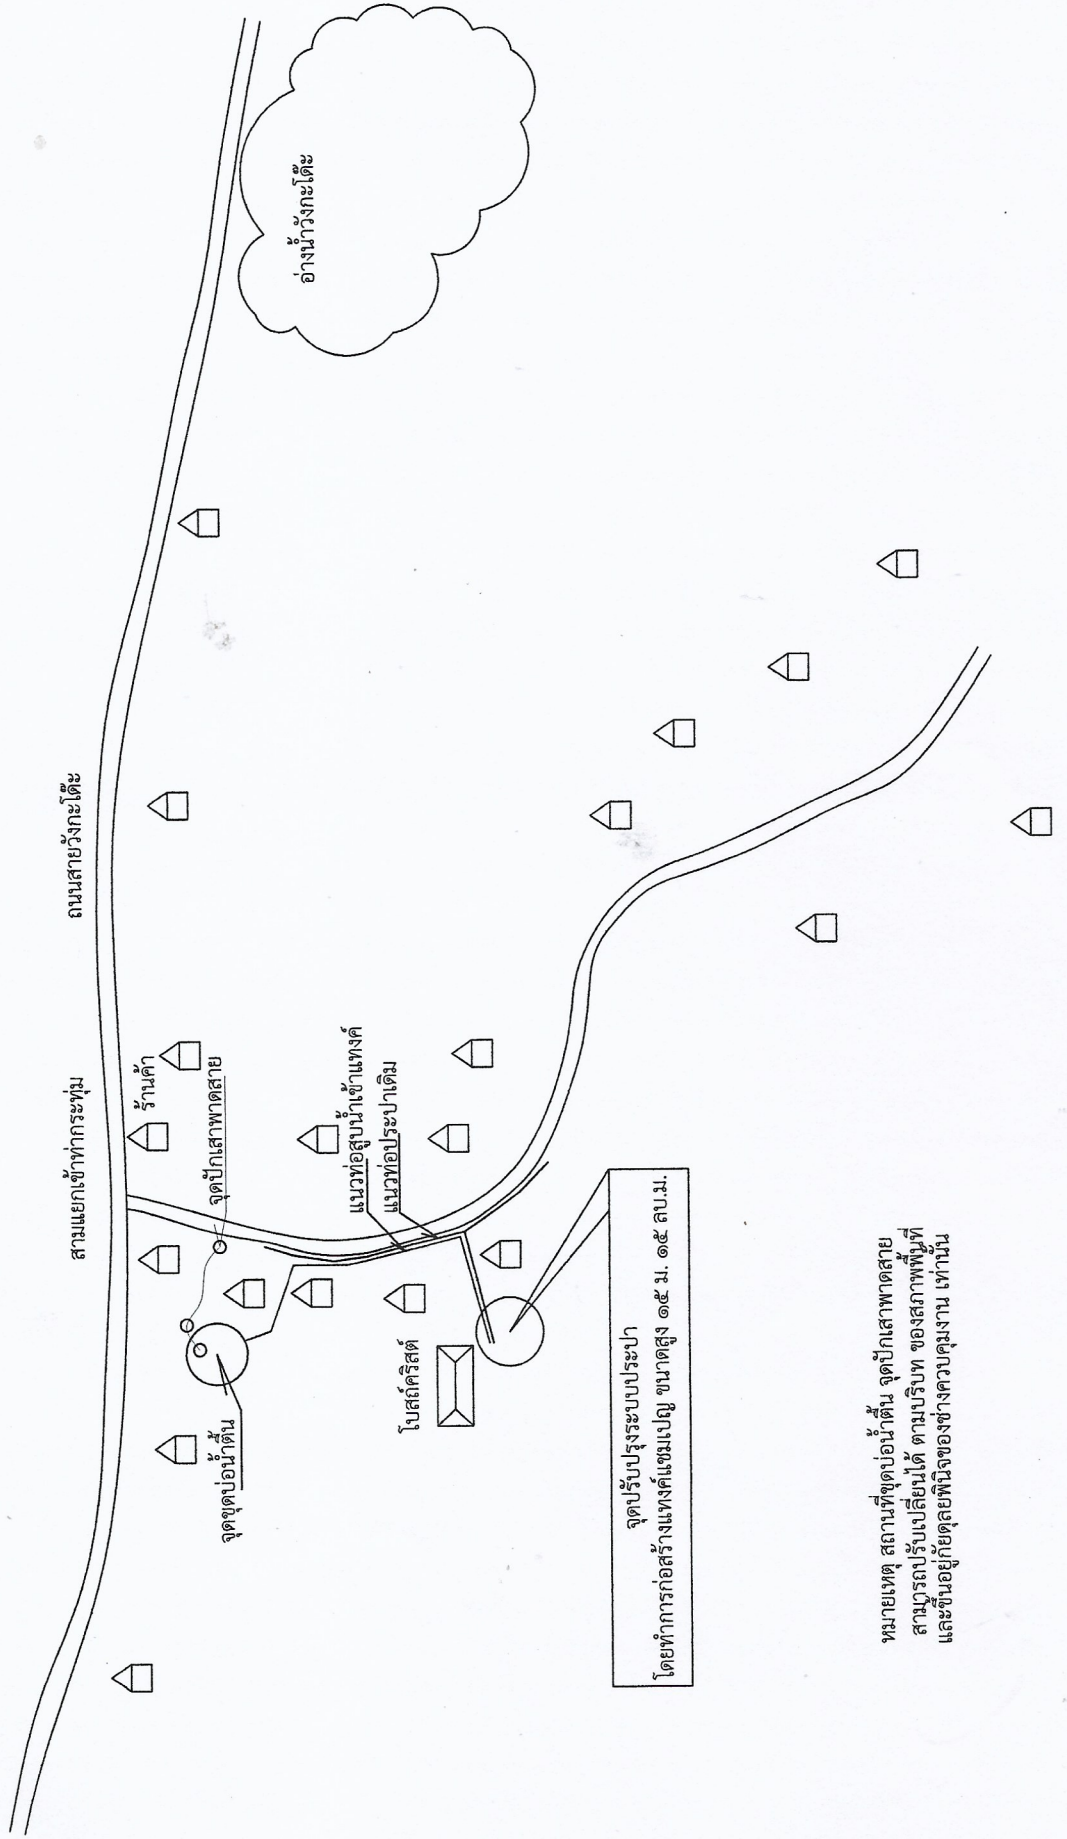 อ่างน้ำวังกะโต๊ะ
ถนนสายวังกะโต๊ะ
สามแยกเข้าท่ากระทุ่ม
ร้านค้า
จุดปักเสาพาดสาย
แนวท่อสูบน้ำเข้าแทงค์
แนวท่อประปาเดิม
จุดขุดบ่อน้ำตื้น
โบสถ์คริสต์
จุดปรับปรุงระบบประปา
โดยทำการก่อสร้างแทงค์แชมเปญ ขนาดสูง ๑๕ ม. ๑๕ ลบ.ม.
หมายเหตุ สถานที่ขุดบ่อน้ำตื้น จุดปักเสาพาดสาย
สามารถปรับเปลี่ยนได้ ตามบริบท ของสภาพพื้นที่
และขึ้นอยู่กับดุลยพินิจของช่างควบคุมงาน เท่านั้น